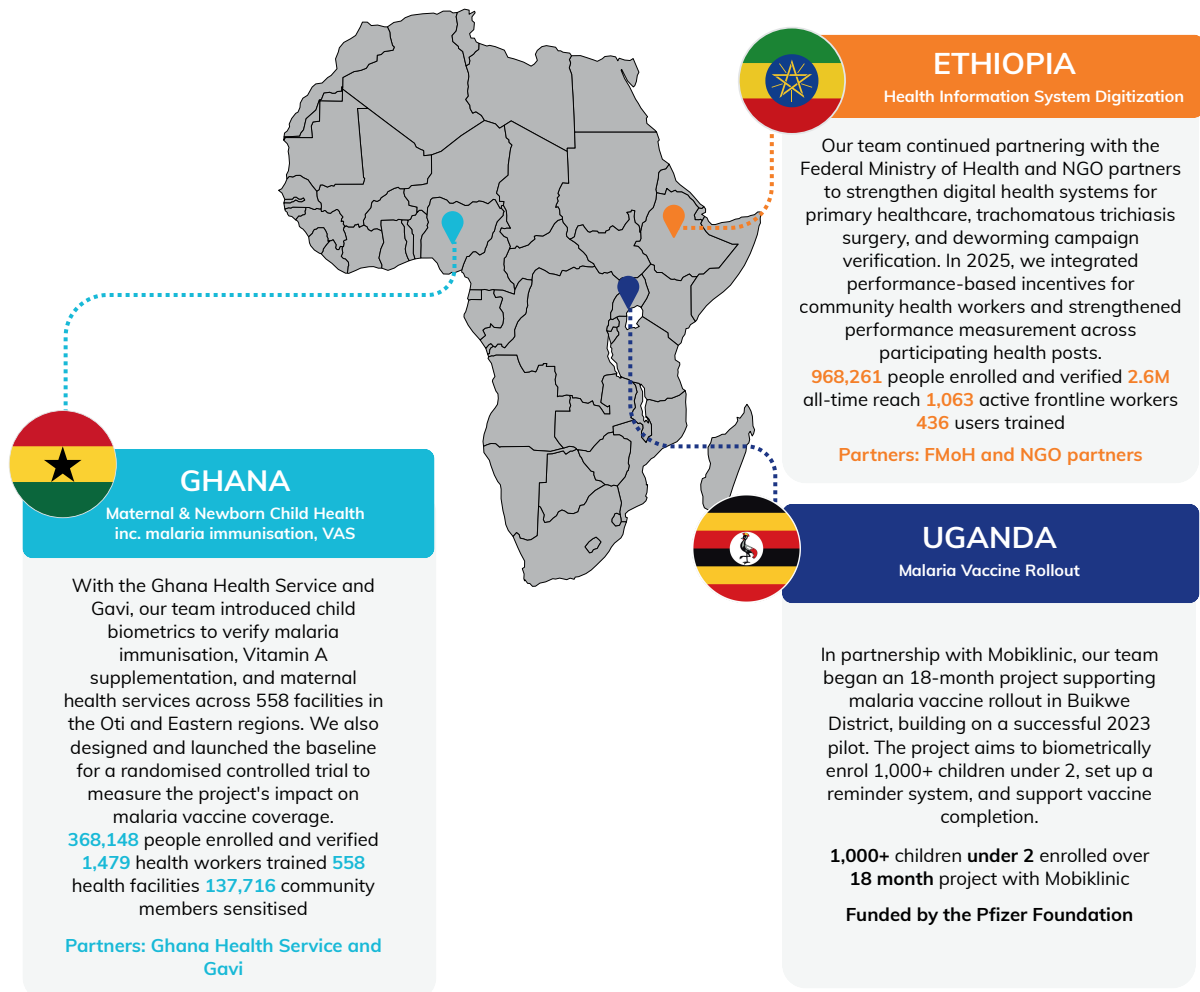 ETHIOPIA
Health Information System Digitization
Our team continued partnering with the
Federal Ministry of Health and NGO partners
to strengthen digital health systems for
primary healthcare, trachomatous trichiasis
surgery, and deworming campaign
verification. In 2025, we integrated
performance-based incentives for
community health workers and strengthened
performance measurement across
participating health posts.
968,261 people enrolled and verified 2.6M
all-time reach 1,063 active frontline workers
436 users trained
Partners: FMoH and NGO partners
GHANA
Maternal & Newborn Child Health
inc. malaria immunisation, VAS
With the Ghana Health Service and
Gavi, our team introduced child
biometrics to verify malaria
immunisation, Vitamin A
supplementation, and maternal
health services across 558 facilities in
the Oti and Eastern regions. We also
designed and launched the baseline
for a randomised controlled trial to
measure the project's impact on
malaria vaccine coverage.
368,148 people enrolled and verified
1,479 health workers trained 558
health facilities 137,716 community
members sensitised
Partners: Ghana Health Service and
Gavi
UGANDA
Malaria Vaccine Rollout
In partnership with Mobiklinic, our team
began an 18-month project supporting
malaria vaccine rollout in Buikwe
District, building on a successful 2023
pilot. The project aims to biometrically
enrol 1,000+ children under 2, set up a
reminder system, and support vaccine
completion.
1,000+ children under 2 enrolled over
18 month project with Mobiklinic
Funded by the Pfizer Foundation